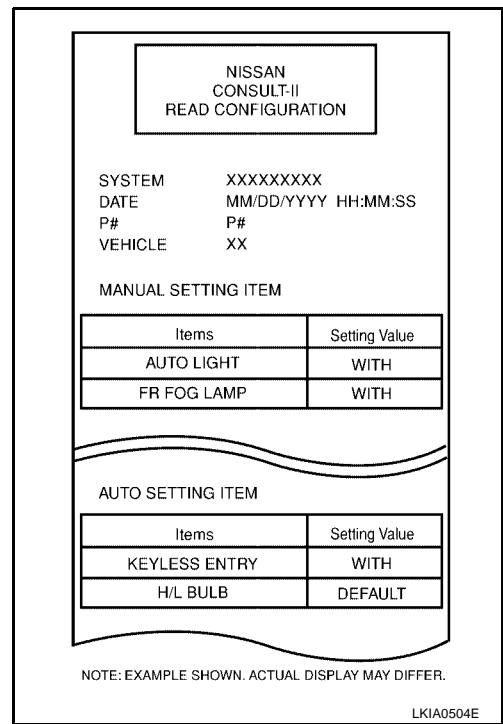 NISSAN
CONSULT-II
READ CONFIGURATION
SYSTEM XXXXXXXXX
DATE MM/DD/YYYY HH:MM:SS
P# P#
VEHICLE XX
MANUAL SETTING ITEM
Items Setting Value
AUTO LIGHT WITH
FR FOG LAMP WITH
AUTO SETTING ITEM
Items Setting Value
KEYLESS ENTRY WITH
H/L BULB DEFAULT
NOTE: EXAMPLE SHOWN. ACTUAL DISPLAY MAY DIFFER.
LKIA0504E